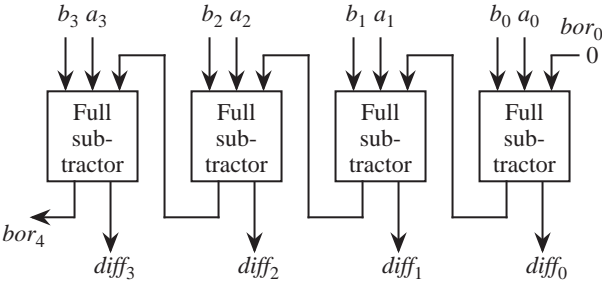 b3 a3 b2 a2 b1 a1 b0 a0 bor0
0
Full Full Full Full
sub- sub- sub- sub-
tractor tractor tractor tractor
bor4
diff3 diff2 diff1 diff0